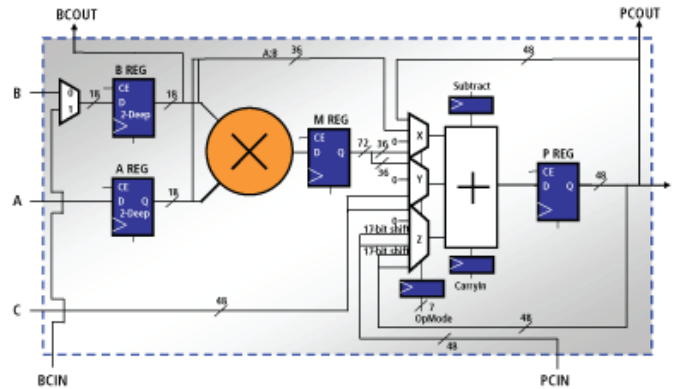 BCOUT
PCOUT
A:B
36
48
B
0
1
18
B REG
CE
D
2-Deep
18
Subtract
X
0
M REG
CE
D Q
72
36
36
0
Y
P REG
CE
D Q
48
A REG
CE
D
2-Deep
18
A
0
17-bit shift
17-bit shift
Z
CarryIn
7
OpMode
C
48
48
48
BCIN
PCIN